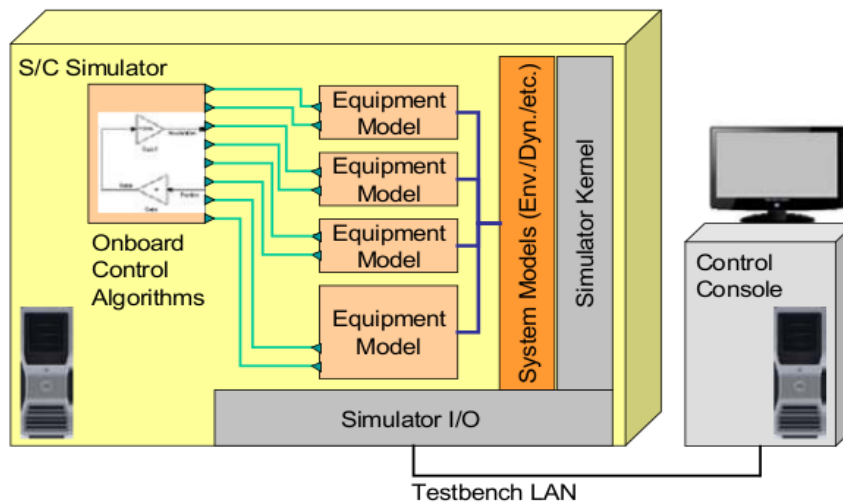 S/C Simulator
Onboard
Control
Algorithms
Equipment
Model
Equipment
Model
Equipment
Model
Equipment
Model
System Models (Env./Dyn./etc.)
Simulator Kernel
Simulator I/O
Control
Console
Testbench LAN